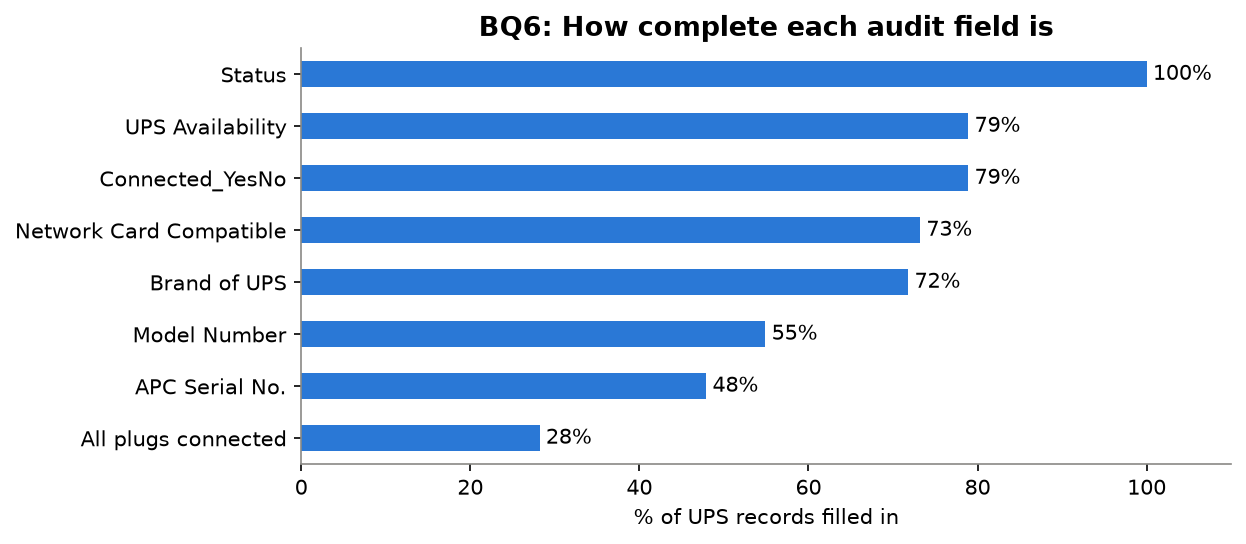 BQ6: How complete each audit field is
Status 100%
UPS Availability 79%
Connected_YesNo 79%
Network Card Compatible 73%
Brand of UPS 72%
Model Number 55%
APC Serial No. 48%
All plugs connected 28%
0 20 40 60 80 100
% of UPS records filled in